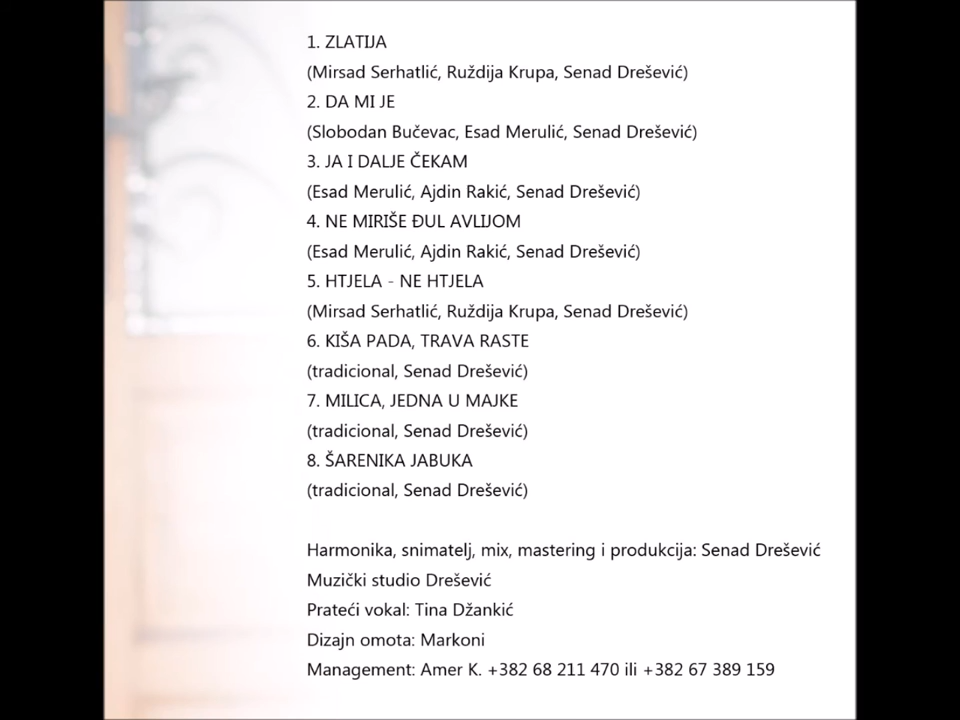 1. ZLATIJA
(Mirsad Serhatlić, Ruždija Krupa, Senad Drešević)
2. DA MI JE
(Slobodan Bučevac, Esad Merulić, Senad Drešević)
3. JA I DALJE ČEKAM
(Esad Merulić, Ajdin Rakić, Senad Drešević)
4. NE MIRIŠE ĐUL AVLIJOM
(Esad Merulić, Ajdin Rakić, Senad Drešević)
5. HTJELA - NE HTJELA
(Mirsad Serhatlić, Ruždija Krupa, Senad Drešević)
6. KIŠA PADA, TRAVA RASTE
(tradicional, Senad Drešević)
7. MILICA, JEDNA U MAJKE
(tradicional, Senad Drešević)
8. ŠARENIKA JABUKA
(tradicional, Senad Drešević)
Harmonika, snimatelj, mix, mastering i produkcija: Senad Drešević
Muzički studio Drešević
Prateći vokal: Tina Džankić
Dizajn omota: Markoni
Management: Amer K. +382 68 211 470 ili +382 67 389 159